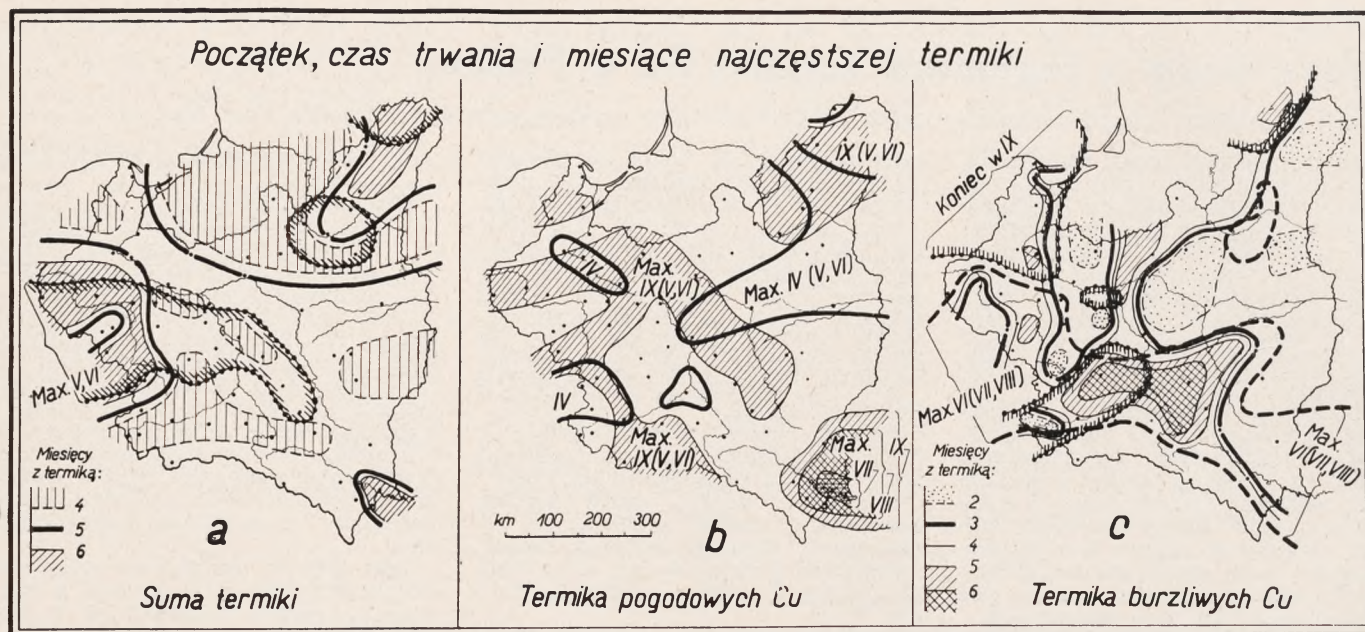 Początek, czas trwania i miesiące najczęstszej termiki
Max. V, VI
Miesięcy
z termiką:
4
5
6
a
Suma termiki
IX (V, VI)
IV
Max.
IX(V,VI)
Max. IV (V,VI)
IV
Max.
IX(V,VI)
Max.
VII
VIII
IX
km 100 200 300
b
Termika pogodowych Cu
Koniec w IX
Max VI (VII, VIII)
Max.
VI (VII, VIII)
Miesięcy
z termiką:
2
3
4
5
6
c
Termika burzliwych Cu